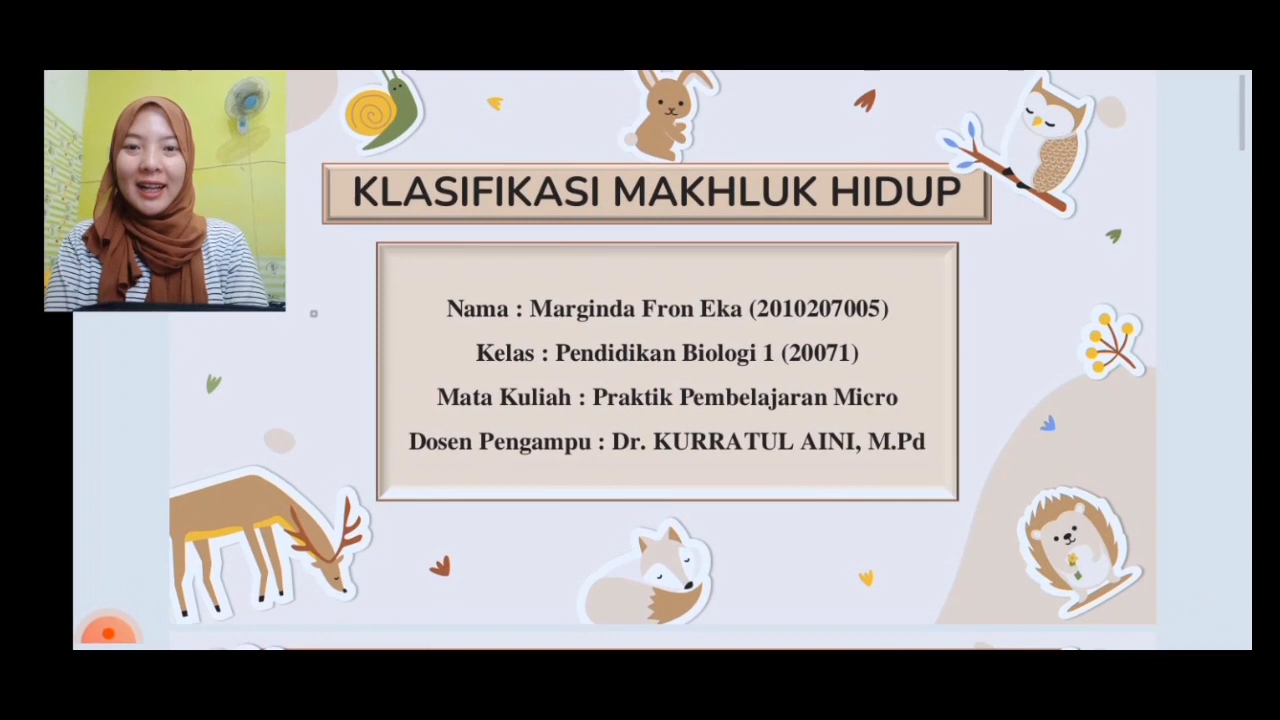 KLASIFIKASI MAKHLUK HIDUP
Nama : Marginda Fron Eka (2010207005)
Kelas : Pendidikan Biologi 1 (20071)
Mata Kuliah : Praktik Pembelajaran Micro
Dosen Pengampu : Dr. KURRATUL AINI, M.Pd